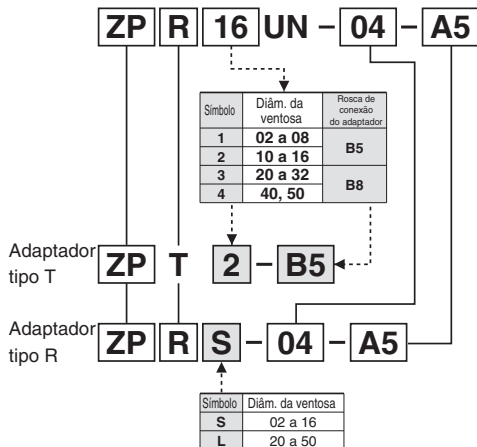 ZP R 16 UN – 04 – A5
Símbolo Diâm. da ventosa Rosca de conexão do adaptador
1 02 a 08 B5
2 10 a 16
3 20 a 32 B8
4 40, 50
Adaptador tipo T ZP T 2 – B5
Adaptador tipo R ZP R S – 04 – A5
Símbolo Diâm. da ventosa
S 02 a 16
L 20 a 50